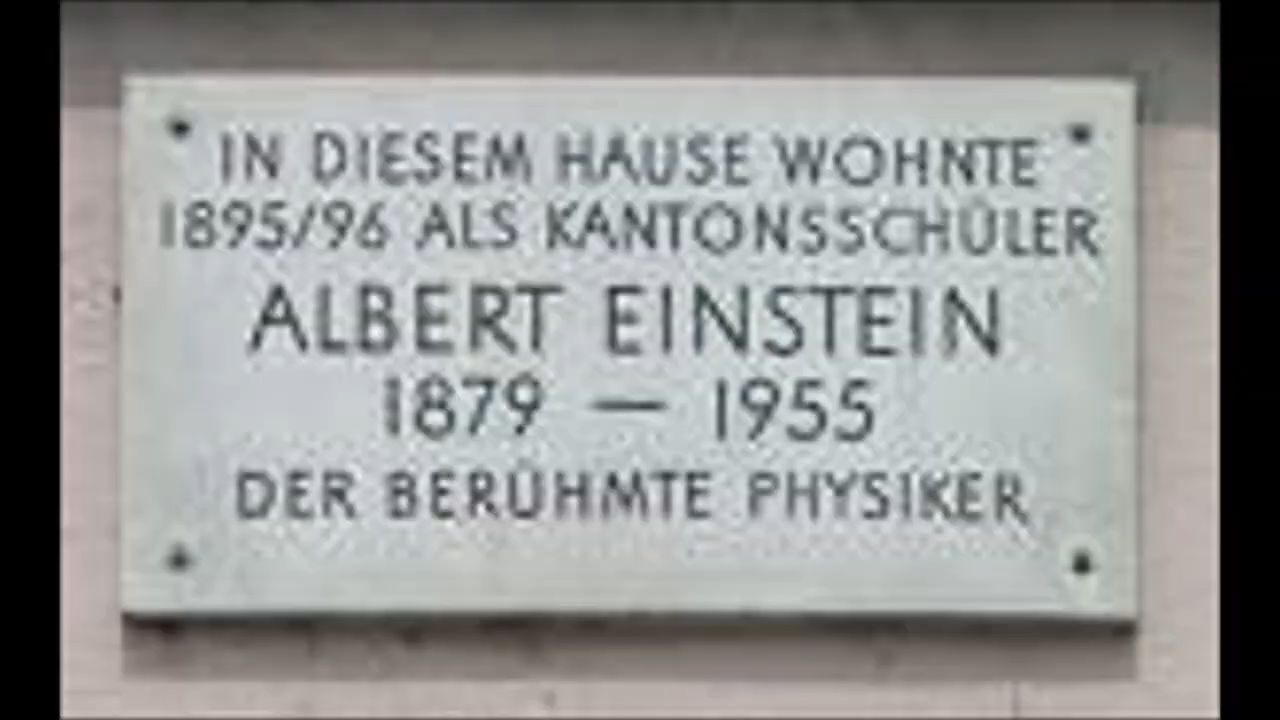 IN DIESEM HAUSE WOHNTE
1895/96 ALS KANTONSSCHÜLER
ALBERT EINSTEIN
1879 — 1955
DER BERÜHMTE PHYSIKER